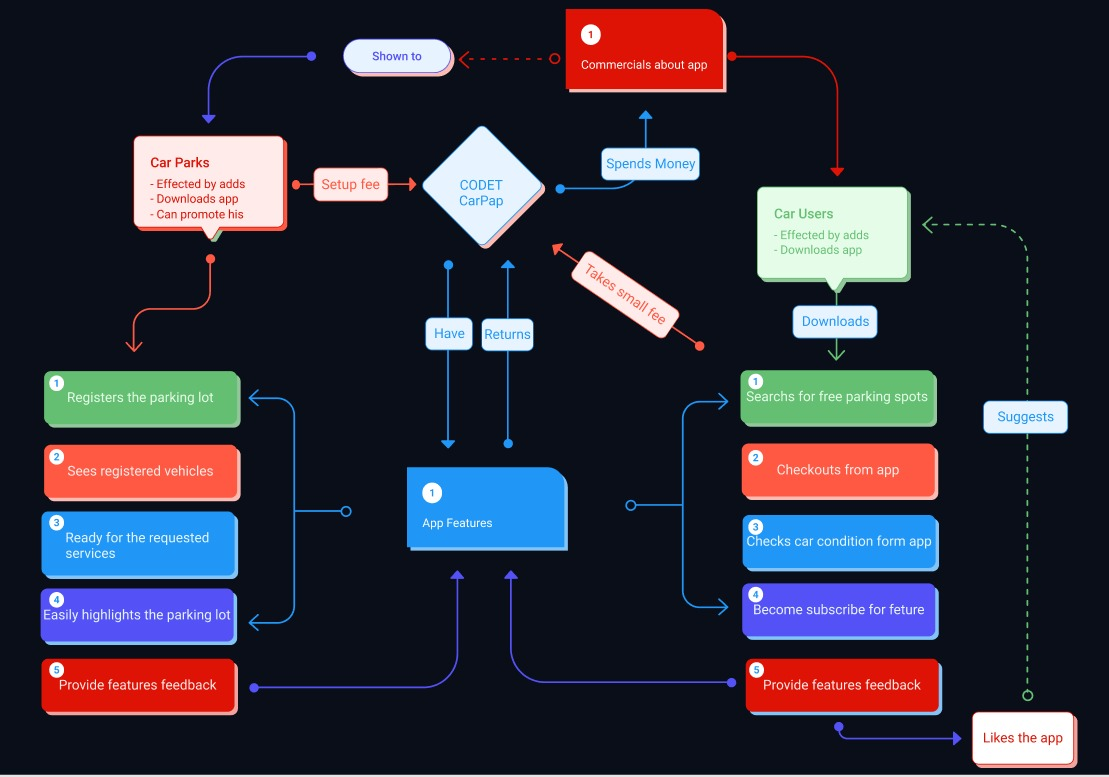 1
Commercials about app
Shown to
Car Parks
- Effected by adds
- Downloads app
- Can promote his
Setup fee
CODET
CarPap
Spends Money
Car Users
- Effected by adds
- Downloads app
Takes small fee
Have
Returns
Downloads
Suggests
1
Registers the parking lot
2
Sees registered vehicles
3
Ready for the requested
services
4
Easily highlights the parking lot
5
Provide features feedback
1
App Features
1
Searchs for free parking spots
2
Checkouts from app
3
Checks car condition form app
4
Become subscribe for feture
5
Provide features feedback
Likes the app